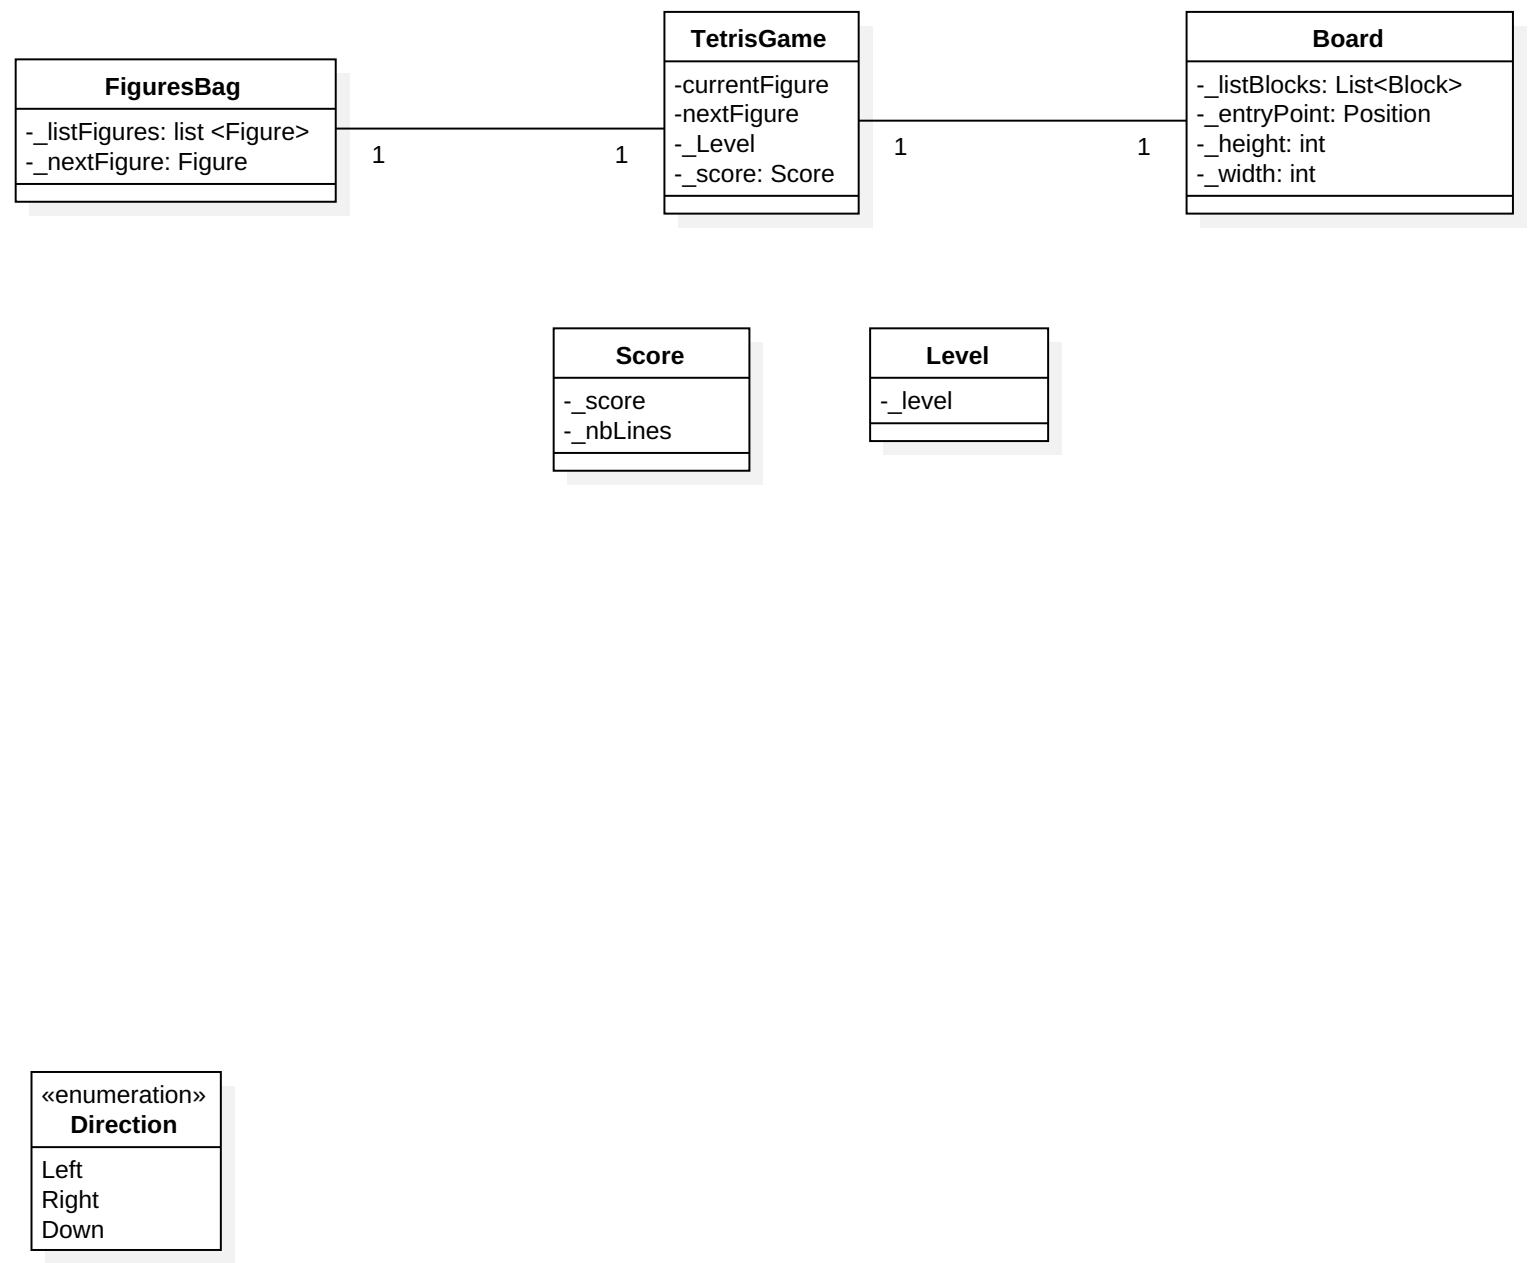 FiguresBag
-_listFigures: list <Figure>
-_nextFigure: Figure
1
1
TetrisGame
-currentFigure
-nextFigure
-_Level
-_score: Score
1
1
Board
-_listBlocks: List<Block>
-_entryPoint: Position
-_height: int
-_width: int
Score
-_score
-_nbLines
Level
-_level
«enumeration»
Direction
Left
Right
Down